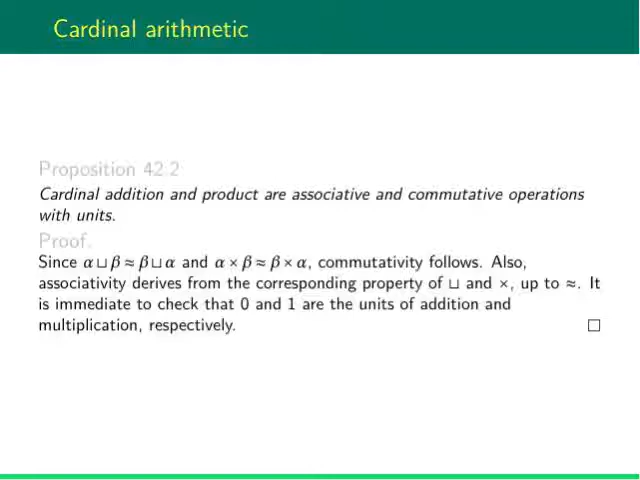 Cardinal arithmetic
Proposition 42.2
Cardinal addition and product are associative and commutative operations
with units.
Proof.
Since α ⊔ β ≈ β ⊔ α and α × β ≈ β × α, commutativity follows. Also,
associativity derives from the corresponding property of ⊔ and ×, up to ≈. It
is immediate to check that 0 and 1 are the units of addition and
multiplication, respectively. □